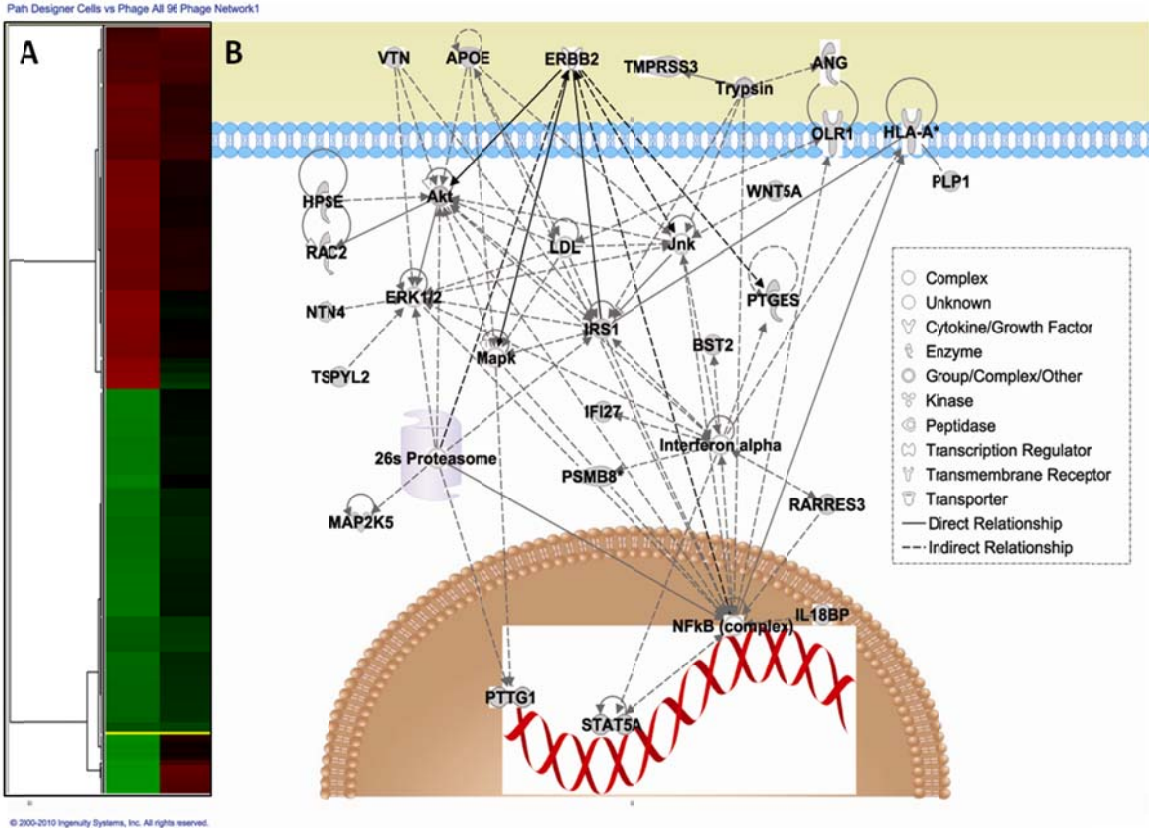 Pah Designer Cells vs Phage All 96 Phage Network1
A
B
VTN
APOE
ERBB2
TMPRSS3
Trypsin
ANG
OLR1
HLA-A*
PLP1
HPSE
Akt
WNT5A
RAC2
LDL
Jnk
NTN4
ERK1/2
PTGES
IRS1
BST2
Mapk
TSPYL2
IFI27
Interferon alpha
26s Proteasome
PSMB8*
RARRES3
MAP2K5
NFkB (complex)
IL18BP
PTTG1
STAT5A
Complex
Unknown
Cytokine/Growth Factor
Enzyme
Group/Complex/Other
Kinase
Peptidase
Transcription Regulator
Transmembrane Receptor
Transporter
Direct Relationship
Indirect Relationship
© 2000-2010 Ingenuity Systems, Inc. All rights reserved.